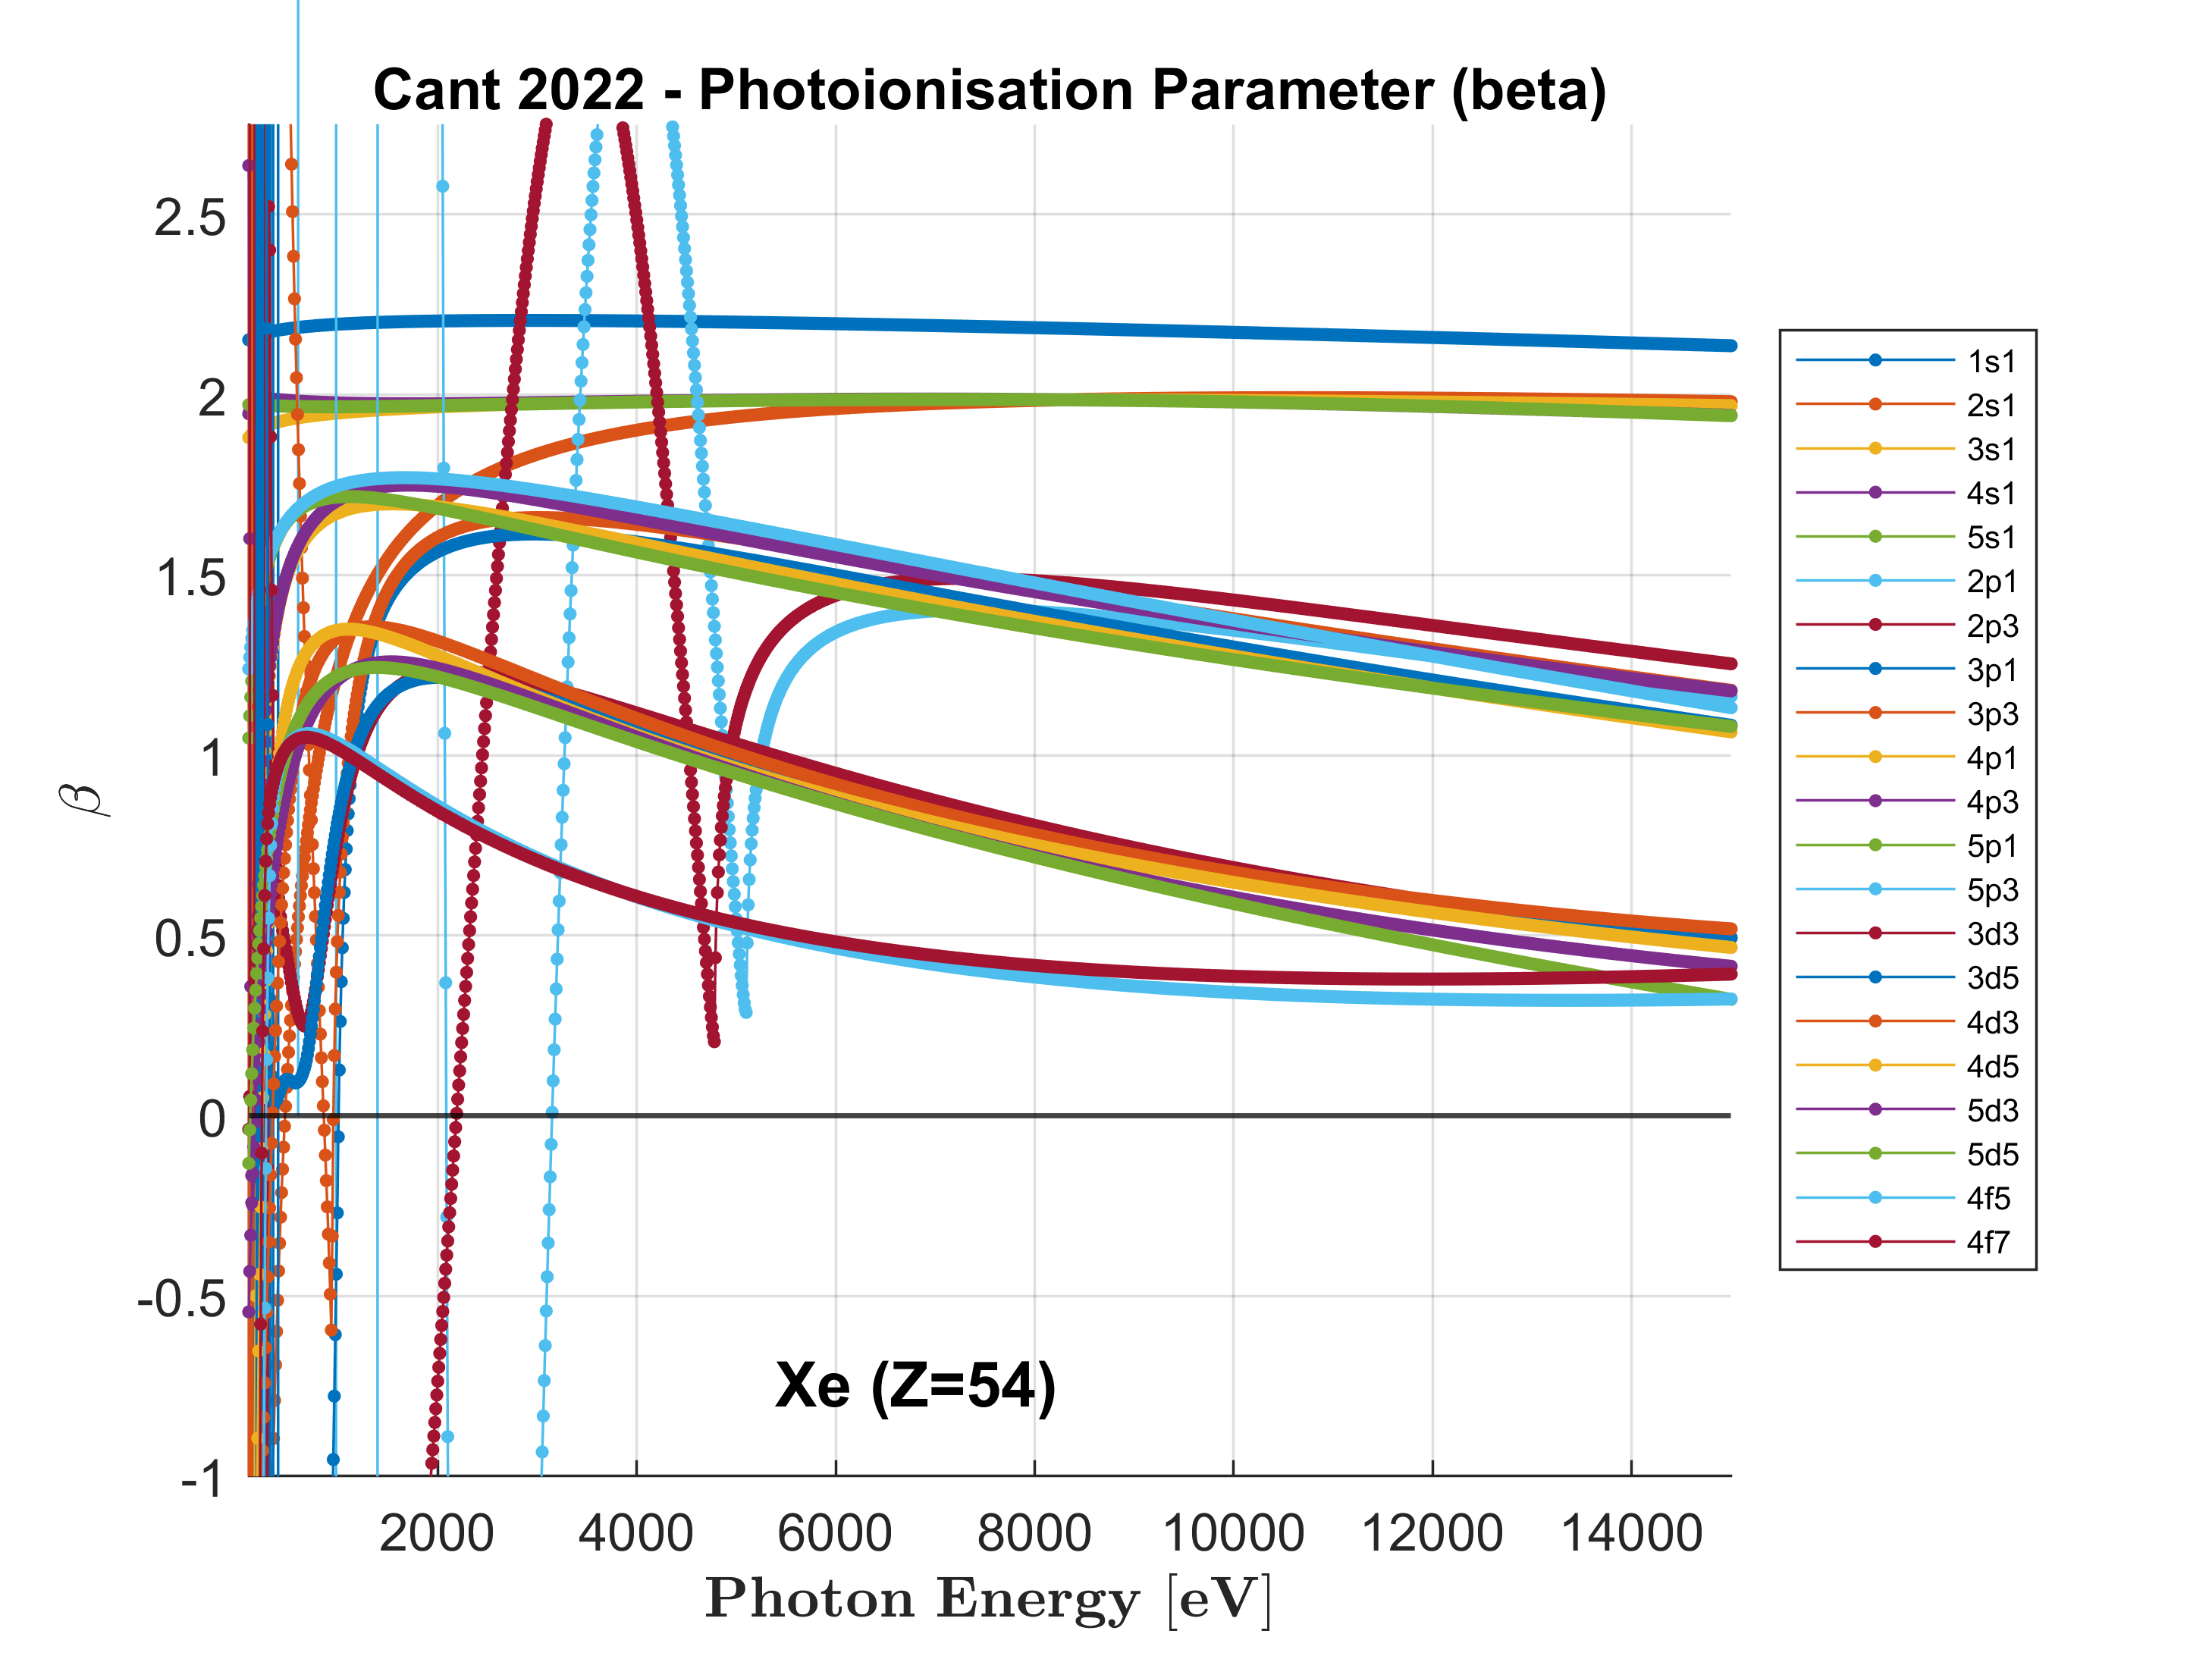 Cant 2022 - Photoionisation Parameter (beta)
2.5
2
1.5
1
0.5
0
-0.5
-1
β
Xe (Z=54)
2000 4000 6000 8000 10000 12000 14000
Photon Energy [eV]
1s1
2s1
3s1
4s1
5s1
2p1
2p3
3p1
3p3
4p1
4p3
5p1
5p3
3d3
3d5
4d3
4d5
5d3
5d5
4f5
4f7